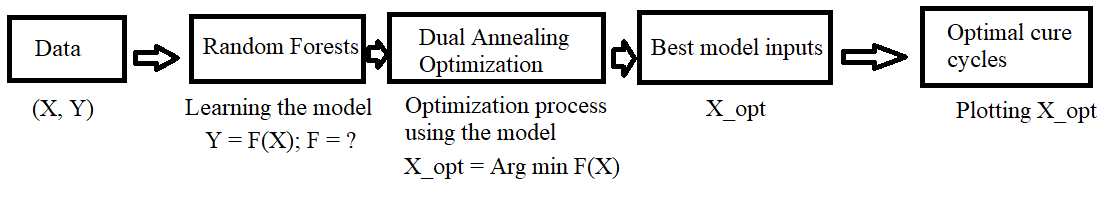 Data
Random Forests
Dual Annealing
Optimization
Best model inputs
Optimal cure
cycles
(X, Y)
Learning the model
Y = F(X); F = ?
Optimization process
using the model
X_opt = Arg min F(X)
X_opt
Plotting X_opt